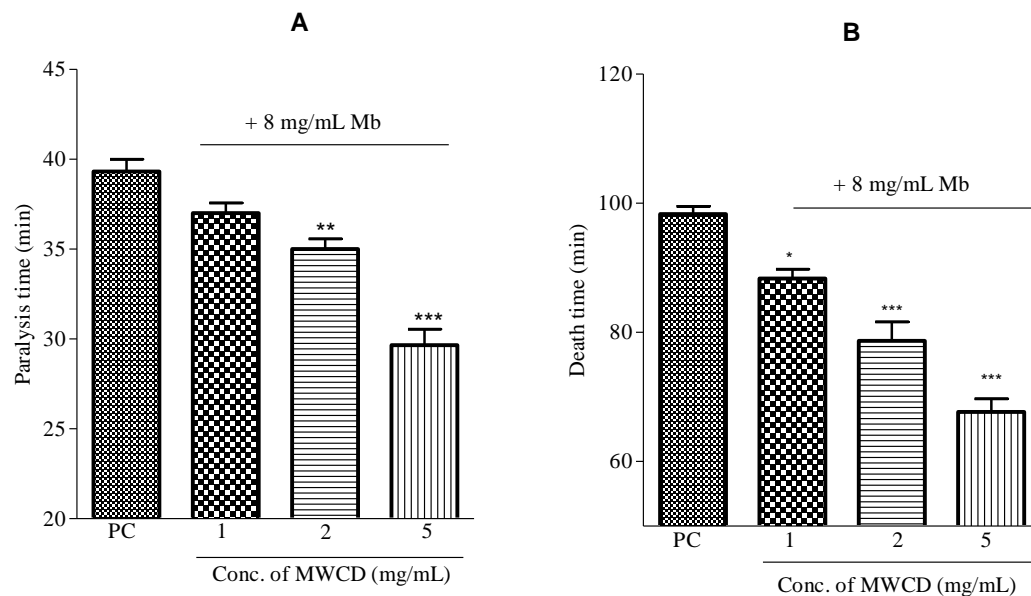 A
45
40
35
30
25
20
Paralysis time (min)
+ 8 mg/mL Mb
**
***
PC
1
2
5
Conc. of MWCD (mg/mL)
B
120
100
80
60
Death time (min)
+ 8 mg/mL Mb
*
***
***
PC
1
2
5
Conc. of MWCD (mg/mL)